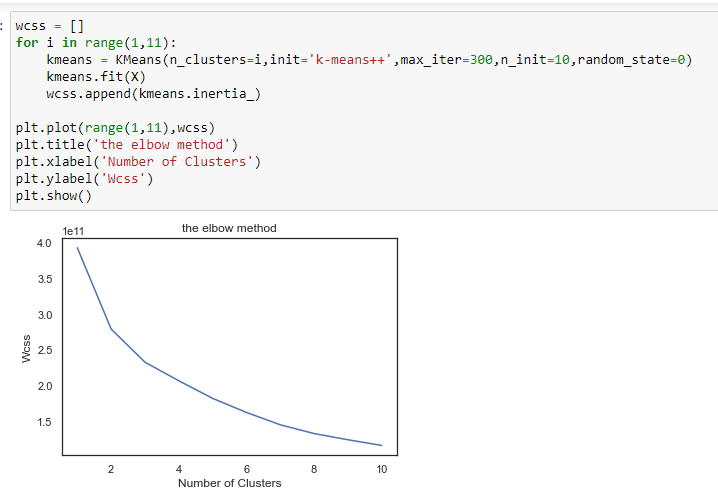 : wcss = []
for i in range(1,11):
    kmeans = KMeans(n_clusters=i,init='k-means++',max_iter=300,n_init=10,random_state=0)
    kmeans.fit(X)
    wcss.append(kmeans.inertia_)
plt.plot(range(1,11),wcss)
plt.title('the elbow method')
plt.xlabel('Number of Clusters')
plt.ylabel('Wcss')
plt.show()
the elbow method
1e11
4.0
3.5
3.0
2.5
2.0
1.5
Wcss
2 4 6 8 10
Number of Clusters